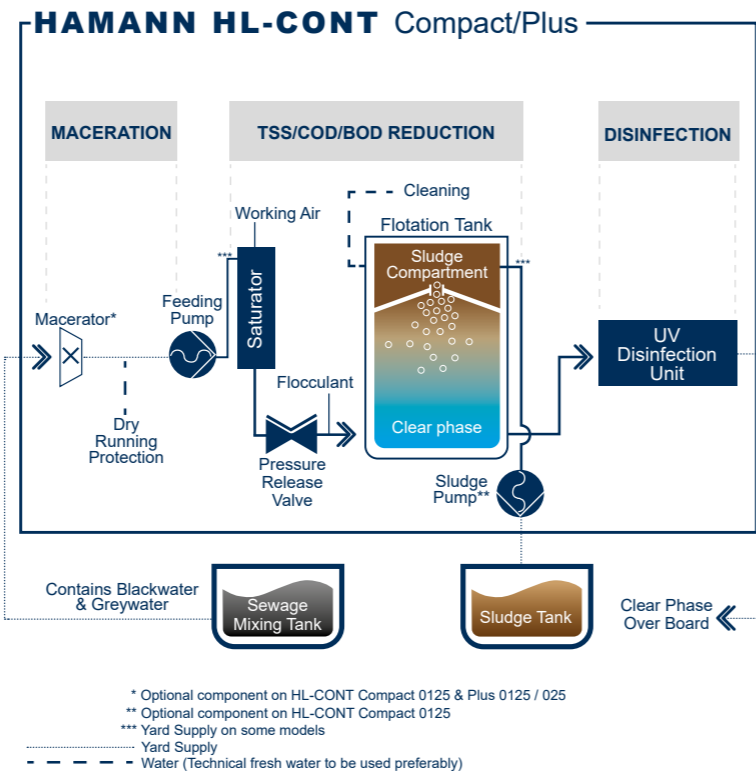 HAMANN HL-CONT Compact/Plus
MACERATION
TSS/COD/BOD REDUCTION
DISINFECTION
Cleaning
Working Air
Flotation Tank
***
Sludge
Compartment
***
Feeding
Pump
Macerator*
Saturator
UV
Disinfection
Unit
Flocculant
Clear phase
Dry
Running
Protection
Pressure
Release
Valve
Sludge
Pump**
Contains Blackwater
& Greywater
Sewage
Mixing Tank
Sludge Tank
Clear Phase
Over Board
* Optional component on HL-CONT Compact 0125 & Plus 0125 / 025
** Optional component on HL-CONT Compact 0125
*** Yard Supply on some models
Yard Supply
Water (Technical fresh water to be used preferably)